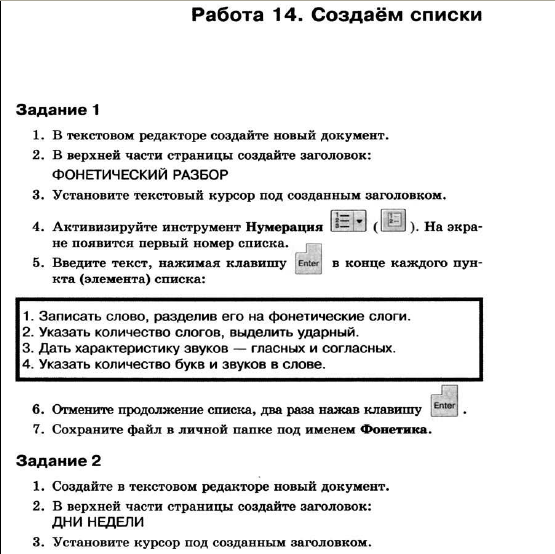 Работа 14. Создаём списки
Задание 1
1. В текстовом редакторе создайте новый документ.
2. В верхней части страницы создайте заголовок:
ФОНЕТИЧЕСКИЙ РАЗБОР
3. Установите текстовый курсор под созданным заголовком.
4. Активизируйте инструмент Нумерация ( ). На экра-
не появится первый номер списка.
5. Введите текст, нажимая клавишу Enter в конце каждого пун-
кта (элемента) списка:
1. Записать слово, разделив его на фонетические слоги.
2. Указать количество слогов, выделить ударный.
3. Дать характеристику звуков — гласных и согласных.
4. Указать количество букв и звуков в слове.
6. Отмените продолжение списка, два раза нажав клавишу Enter .
7. Сохраните файл в личной папке под именем Фонетика.
Задание 2
1. Создайте в текстовом редакторе новый документ.
2. В верхней части страницы создайте заголовок:
ДНИ НЕДЕЛИ
3. Установите курсор под созданным заголовком.